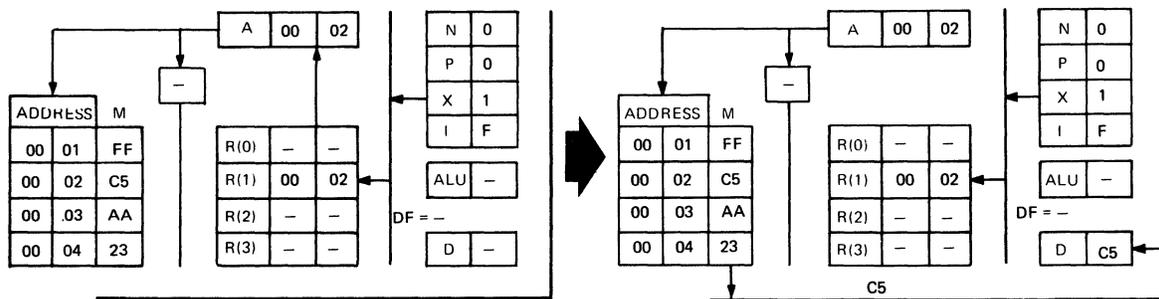 A 00 02
N 0
P 0
X 1
I F
–
ADDRESS M
00 01 FF
00 02 C5
00 .03 AA
00 04 23
R(0) – –
R(1) 00 02
R(2) – –
R(3) – –
ALU –
DF = –
D –
A 00 02
N 0
P 0
X 1
I F
–
ADDRESS M
00 01 FF
00 02 C5
00 03 AA
00 04 23
R(0) – –
R(1) 00 02
R(2) – –
R(3) – –
ALU –
DF = –
D C5
C5